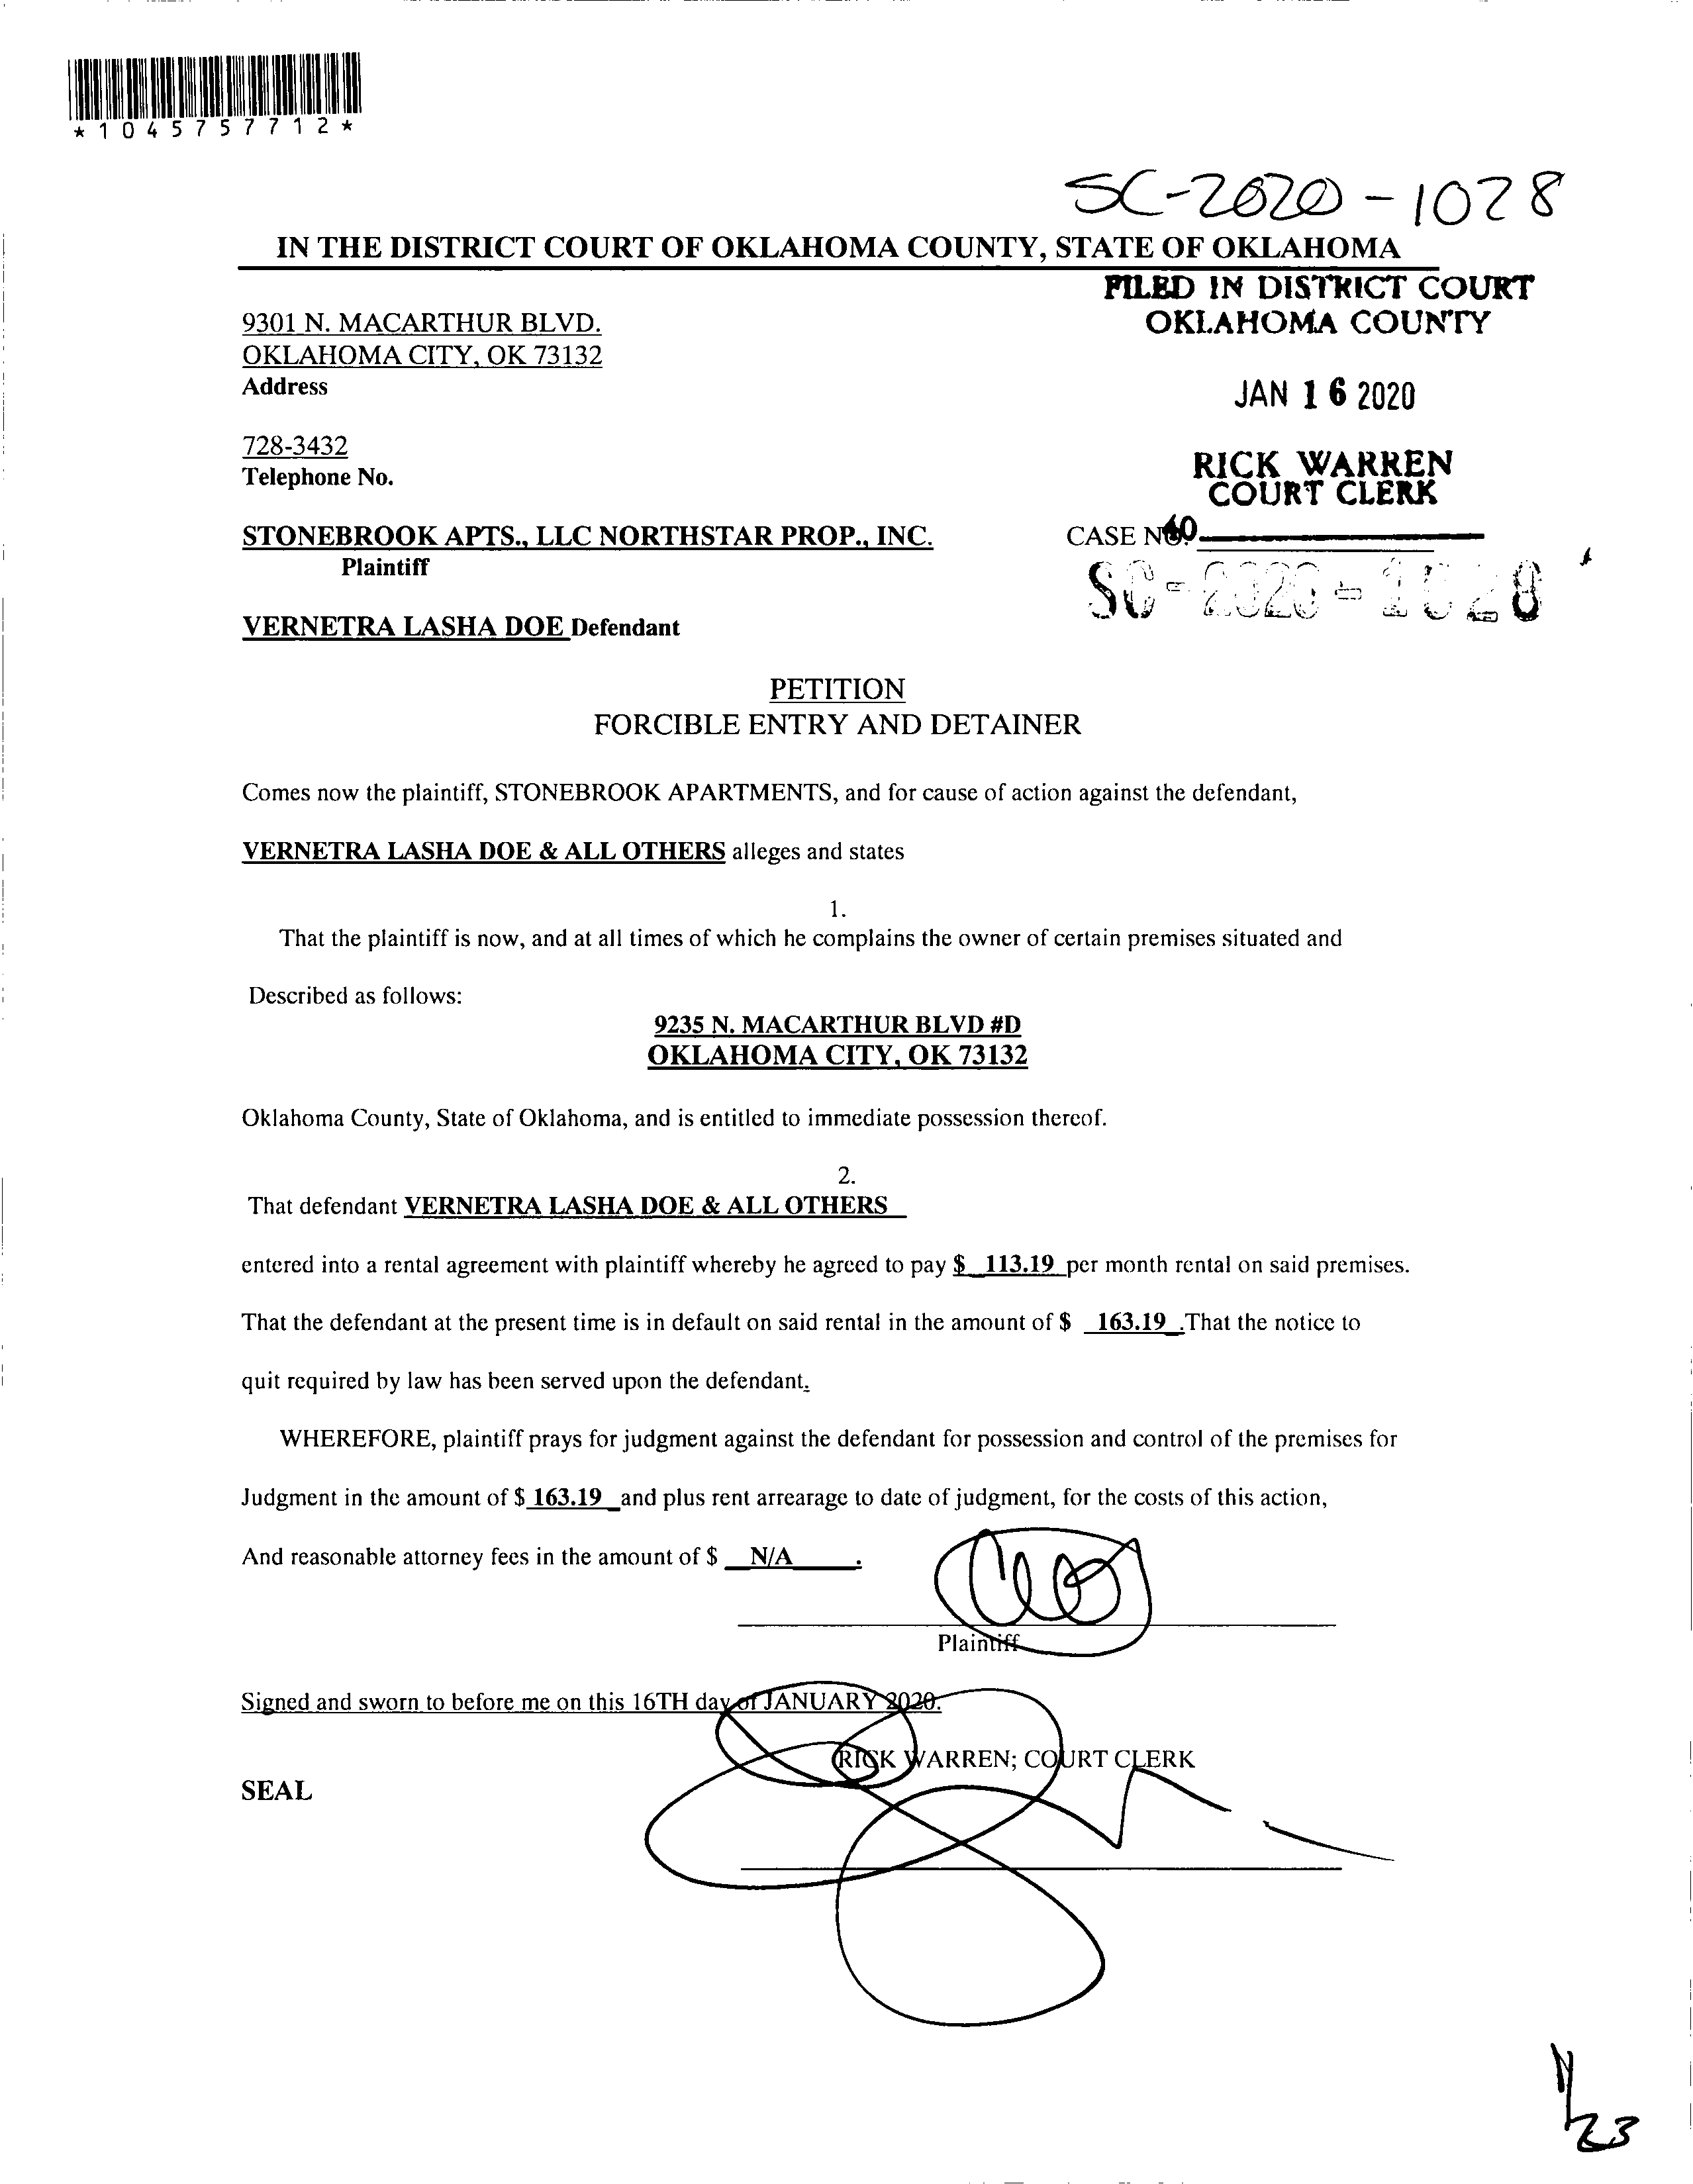 *1045757712*
SC-2020-1028
IN THE DISTRICT COURT OF OKLAHOMA COUNTY, STATE OF OKLAHOMA
FILED IN DISTRICT COURT
OKLAHOMA COUNTY
9301 N. MACARTHUR BLVD.
OKLAHOMA CITY, OK 73132
Address
JAN 16 2020
728-3432
Telephone No.
RICK WARREN
COURT CLERK
STONEBROOK APTS., LLC NORTHSTAR PROP., INC.
Plaintiff
CASE NO.
40
SC-2020-1028
VERNETRA LASHA DOE Defendant
PETITION
FORCIBLE ENTRY AND DETAINER
Comes now the plaintiff, STONEBROOK APARTMENTS, and for cause of action against the defendant,
VERNETRA LASHA DOE & ALL OTHERS alleges and states
1.
That the plaintiff is now, and at all times of which he complains the owner of certain premises situated and
Described as follows:
9235 N. MACARTHUR BLVD #D
OKLAHOMA CITY, OK 73132
Oklahoma County, State of Oklahoma, and is entitled to immediate possession thereof.
2.
That defendant VERNETRA LASHA DOE & ALL OTHERS
entered into a rental agreement with plaintiff whereby he agreed to pay $ 113.19 per month rental on said premises.
That the defendant at the present time is in default on said rental in the amount of $ 163.19 .That the notice to
quit required by law has been served upon the defendant.
WHEREFORE, plaintiff prays for judgment against the defendant for possession and control of the premises for
Judgment in the amount of $ 163.19 and plus rent arrearage to date of judgment, for the costs of this action,
And reasonable attorney fees in the amount of $ N/A .
Plaintiff
Signed and sworn to before me on this 16TH day of JANUARY 2020.
RICK WARREN; COURT CLERK
SEAL
1/23